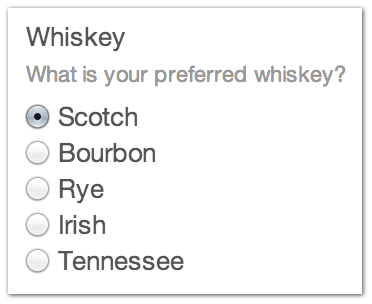 Whiskey
What is your preferred whiskey?
Scotch
Bourbon
Rye
Irish
Tennessee